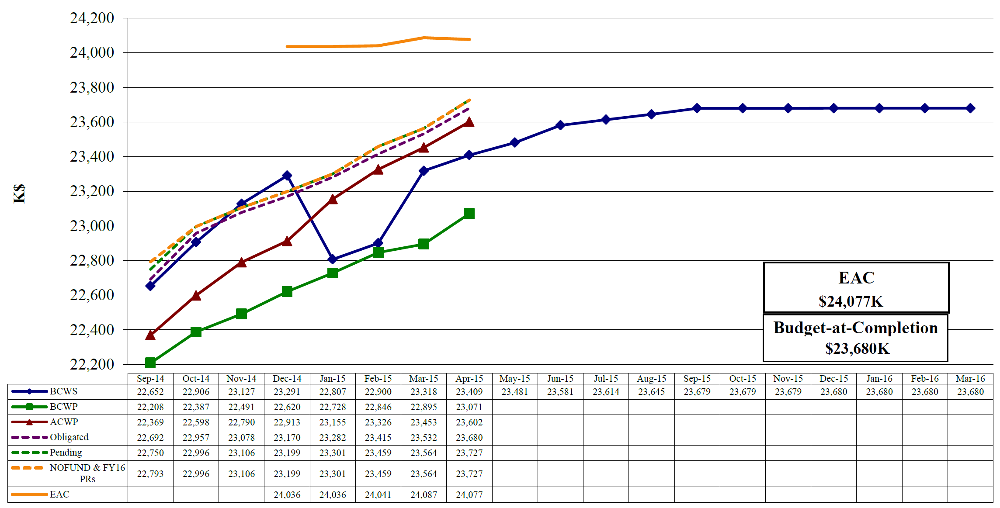 24,200
24,000
23,800
23,600
23,400
23,200
23,000
22,800
22,600
22,400
22,200
K$
EAC
$24,077K
Budget-at-Completion
$23,680K
Sep-14 Oct-14 Nov-14 Dec-14 Jan-15 Feb-15 Mar-15 Apr-15 May-15 Jun-15 Jul-15 Aug-15 Sep-15 Oct-15 Nov-15 Dec-15 Jan-16 Feb-16 Mar-16
BCWS 22,652 22,906 23,127 23,291 22,807 22,900 23,318 23,409 23,481 23,581 23,614 23,645 23,679 23,679 23,679 23,680 23,680 23,680 23,680
BCWP 22,208 22,387 22,491 22,620 22,728 22,846 22,895 23,071
ACWP 22,369 22,598 22,790 22,913 23,155 23,326 23,453 23,602
Obligated 22,692 22,957 23,078 23,170 23,282 23,415 23,532 23,680
Pending 22,750 22,996 23,106 23,199 23,301 23,459 23,564 23,727
NOFUND & FY16
PRs 22,793 22,996 23,106 23,199 23,301 23,459 23,564 23,727
EAC 24,036 24,036 24,041 24,087 24,077